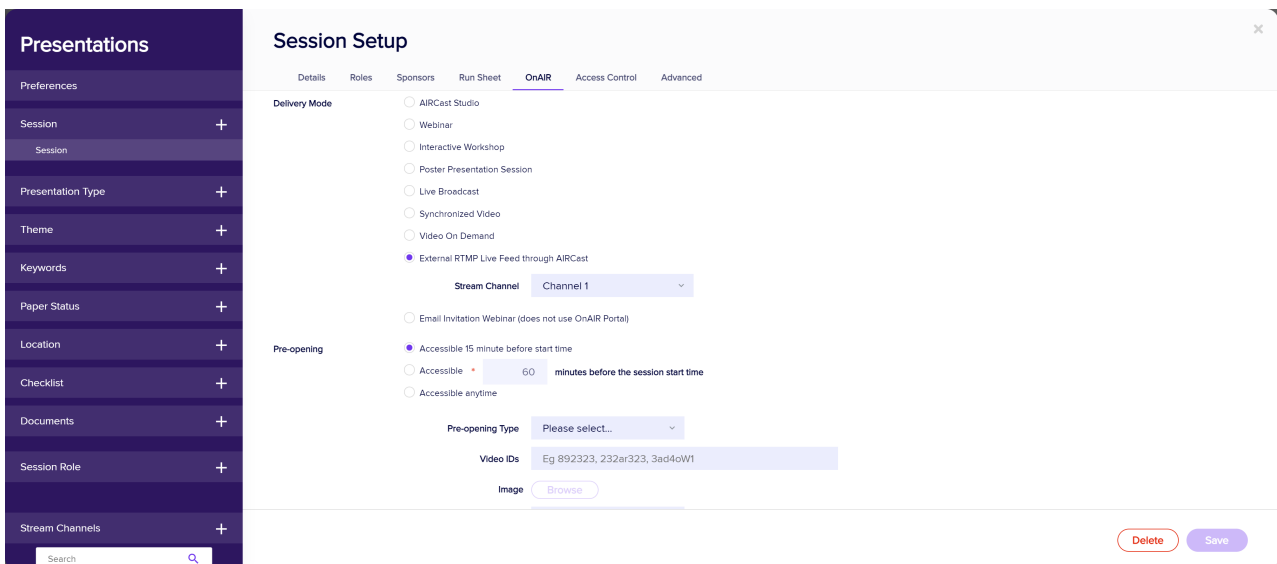 Presentations
Preferences
Session
Session
Presentation Type
Theme
Keywords
Paper Status
Location
Checklist
Documents
Session Role
Stream Channels
Search
Session Setup
Details Roles Sponsors Run Sheet OnAIR Access Control Advanced
Delivery Mode
AIRCast Studio
Webinar
Interactive Workshop
Poster Presentation Session
Live Broadcast
Synchronized Video
Video On Demand
External RTMP Live Feed through AIRCast
Stream Channel Channel 1
Email Invitation Webinar (does not use OnAIR Portal)
Pre-opening
Accessible 15 minute before start time
Accessible * 60 minutes before the session start time
Accessible anytime
Pre-opening Type Please select...
Video IDs Eg 892323, 232ar323, 3ad4oW1
Image Browse
Delete Save